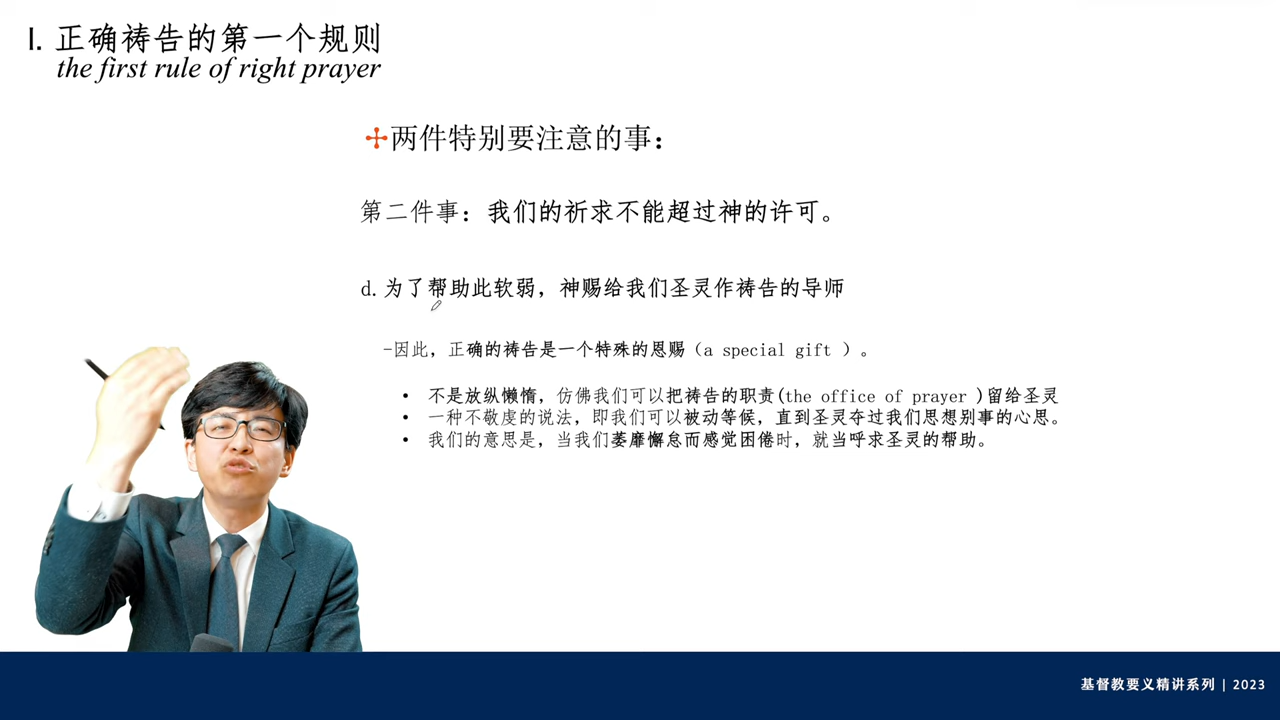 I. 正确祷告的第一个规则
the first rule of right prayer
两件特别要注意的事：
第二件事：我们的祈求不能超过神的许可。
d.为了帮助此软弱，神赐给我们圣灵作祷告的导师
-因此，正确的祷告是一个特殊的恩赐（a special gift ）。
• 不是放纵懒惰，仿佛我们可以把祷告的职责(the office of prayer )留给圣灵
• 一种不敬虔的说法，即我们可以被动等候，直到圣灵夺过我们思想别事的心思。
• 我们的意思是，当我们萎靡懈怠而感觉困倦时，就当呼求圣灵的帮助。
基督教要义精讲系列 | 2023